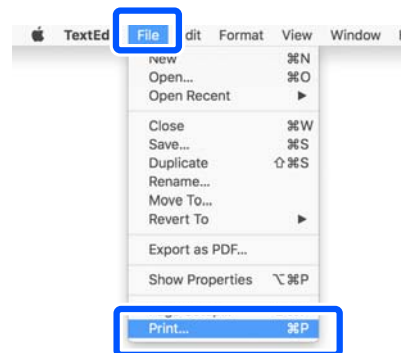 TextEd File dit Format View Window
New ⌘N
Open... ⌘O
Open Recent ▶
Close ⌘W
Save... ⌘S
Duplicate ⇧⌘S
Rename...
Move To...
Revert To ▶
Export as PDF...
Show Properties ⌥⌘P
Print... ⌘P